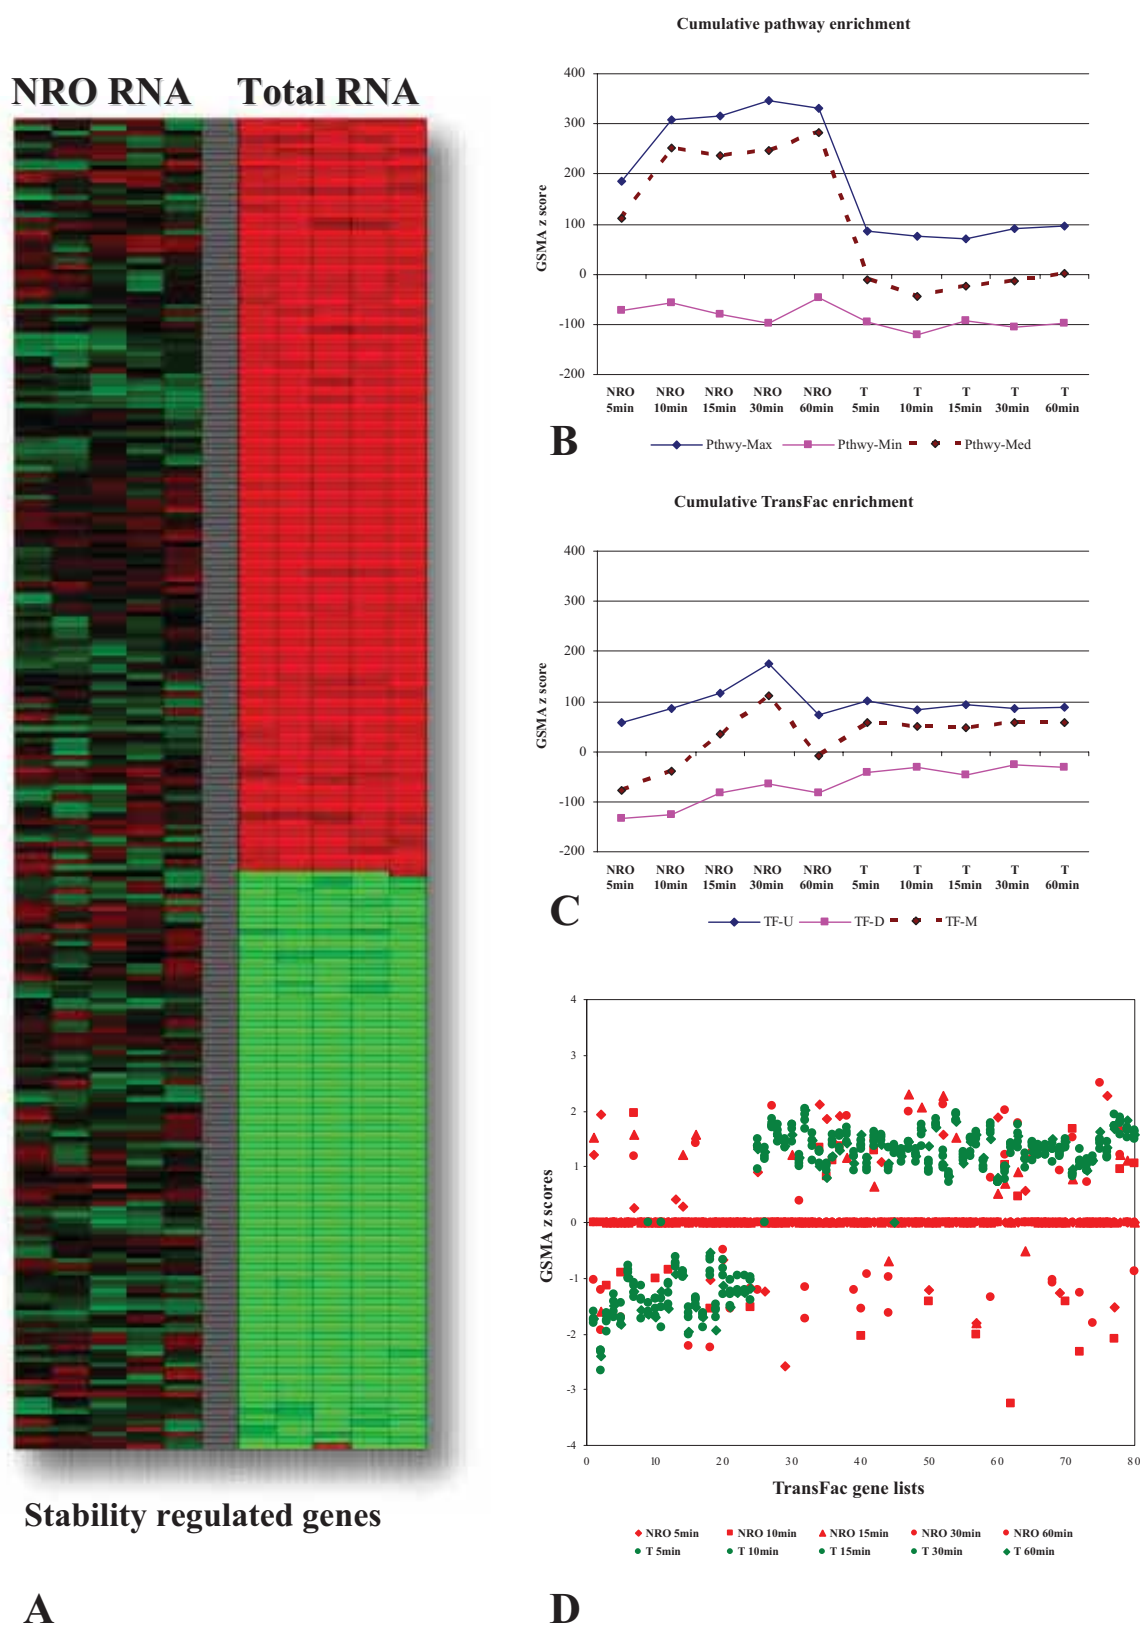 NRO RNA Total RNA
Stability regulated genes
A
Cumulative pathway enrichment
GSMA z score
400
300
200
100
0
-100
-200
NRO NRO NRO NRO NRO T T T T T
5min 10min 15min 30min 60min 5min 10min 15min 30min 60min
B
Pthwy-Max Pthwy-Min Pthwy-Med
Cumulative TransFac enrichment
GSMA z score
400
300
200
100
0
-100
-200
NRO NRO NRO NRO NRO T T T T T
5min 10min 15min 30min 60min 5min 10min 15min 30min 60min
C
TF-U TF-D TF-M
GSMA z scores
4
3
2
1
0
-1
-2
-3
-4
0 10 20 30 40 50 60 70 80
TransFac gene lists
NRO 5min NRO 10min NRO 15min NRO 30min NRO 60min
T 5min T 10min T 15min T 30min T 60min
D